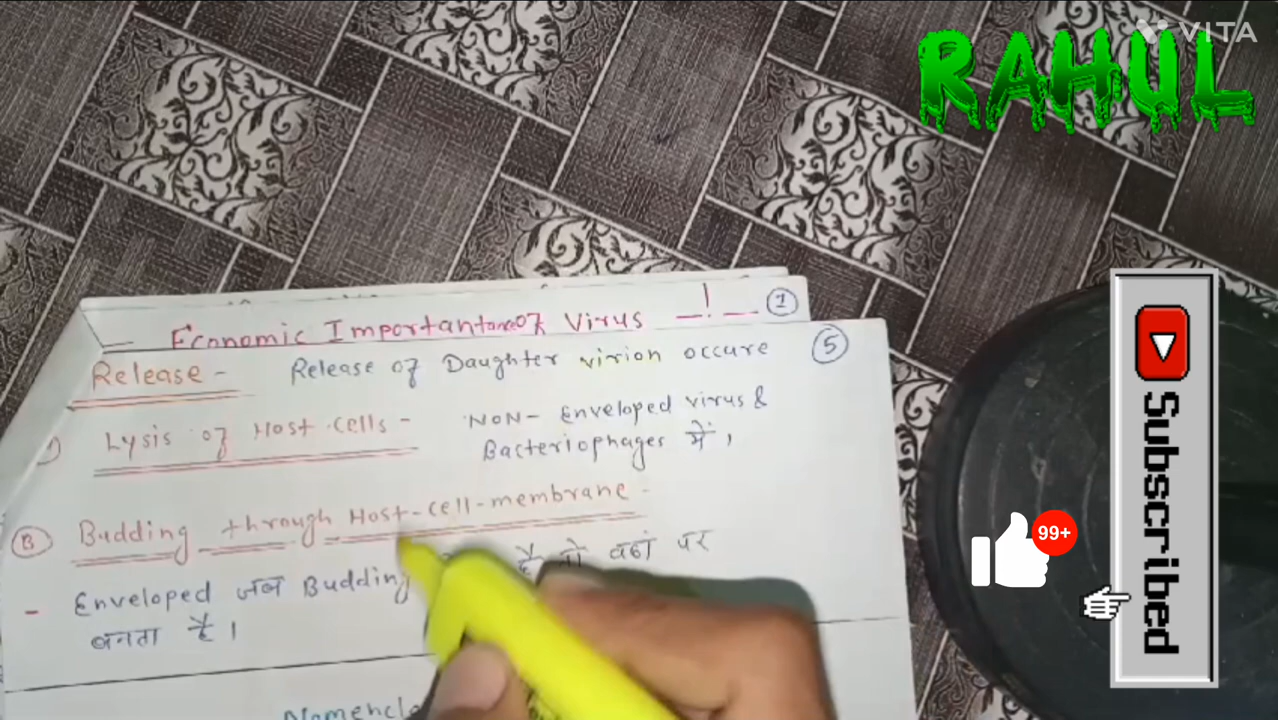 VITA
RAHUL
Economic Importantance of Virus _!_ 1
Release - Release of Daughter virion occure 5
Lysis of Host cells - NON - Enveloped virus &
Bacteriophages में,
B Budding through Host-cell-membrane -
- Enveloped जब Budding है तो वहां पर
बनता है।
99+
Subscribed